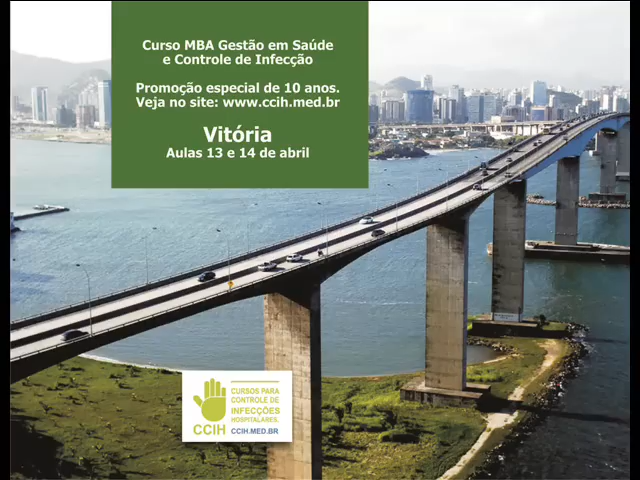 Curso MBA Gestão em Saúde
e Controle de Infecção
Promoção especial de 10 anos.
Veja no site: www.ccih.med.br
Vitória
Aulas 13 e 14 de abril
CURSOS PARA
CONTROLE DE
INFECÇÕES
HOSPITALARES.
CCIH CCIH.MED.BR